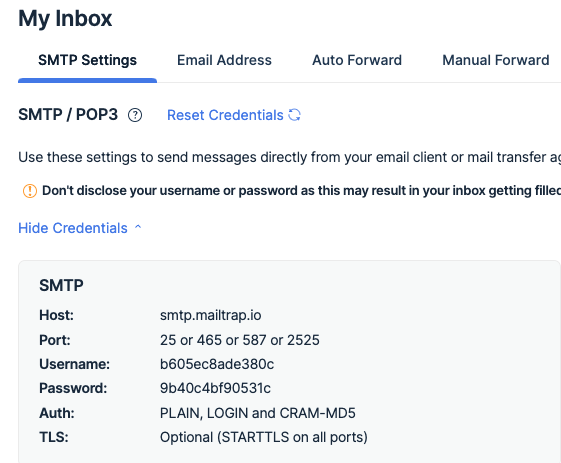 My Inbox
SMTP Settings Email Address Auto Forward Manual Forward
SMTP / POP3 ? Reset Credentials
Use these settings to send messages directly from your email client or mail transfer
Don't disclose your username or password as this may result in your inbox getting filled
Hide Credentials
SMTP
Host: smtp.mailtrap.io
Port: 25 or 465 or 587 or 2525
Username: b605ec8ade380c
Password: 9b40c4bf90531c
Auth: PLAIN, LOGIN and CRAM-MD5
TLS: Optional (STARTTLS on all ports)